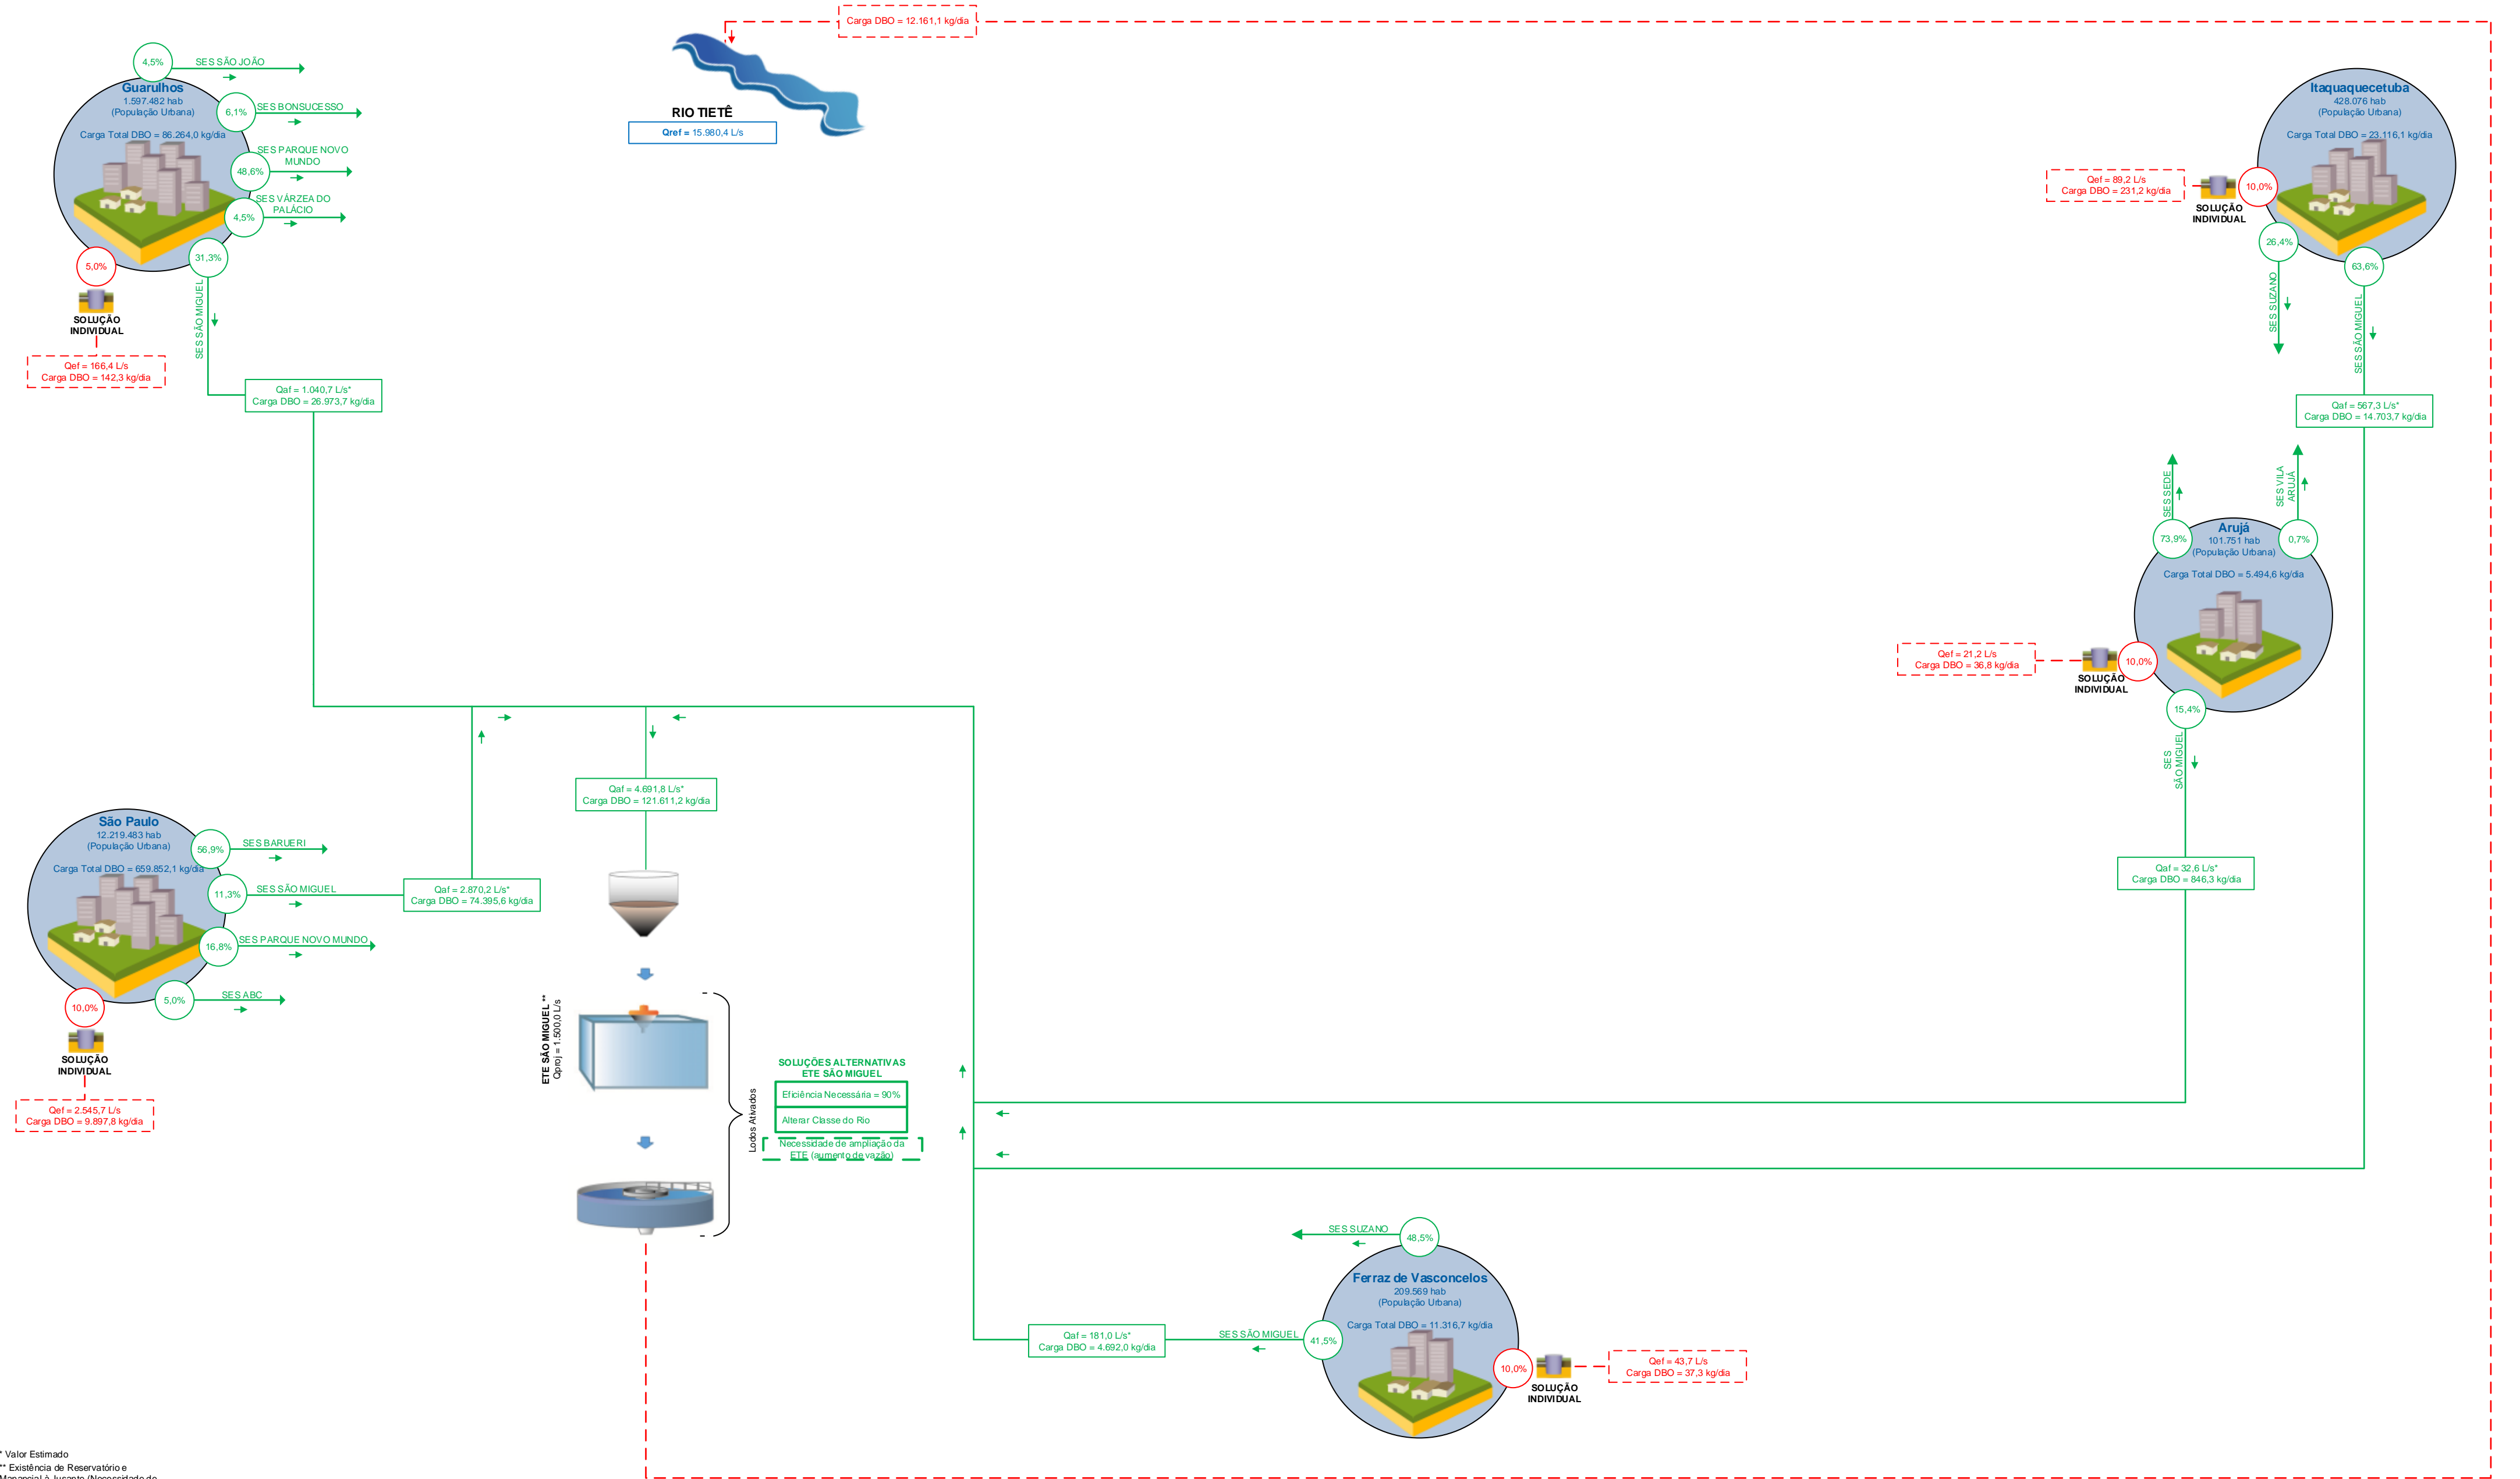 Carga DBO = 12.161,1 kg/dia
RIO TIETÊ
Qref = 15.980,4 L/s
4,5%
SES SÃO JOÃO
Guarulhos
1.597.482 hab
(População Urbana)
Carga Total DBO = 86.264,0 kg/dia
6,1%
SES BONSUCESSO
48,6%
SES PARQUE NOVO
MUNDO
4,5%
SES VÁRZEA DO
PALÁCIO
31,3%
SES SÃO MIGUEL
5,0%
SOLUÇÃO
INDIVIDUAL
Qef = 166,4 L/s
Carga DBO = 142,3 kg/dia
Qaf = 1.040,7 L/s*
Carga DBO = 26.973,7 kg/dia
Itaquaquecetuba
428.076 hab
(População Urbana)
Carga Total DBO = 23.116,1 kg/dia
Qef = 89,2 L/s
Carga DBO = 231,2 kg/dia
SOLUÇÃO
INDIVIDUAL
10,0%
26,4%
SES SUZANO
63,6%
SES SÃO MIGUEL
Qaf = 567,3 L/s*
Carga DBO = 14.703,7 kg/dia
SES SEDE
73,9%
SES VILA
ARUJÁ
0,7%
Arujá
101.751 hab
(População Urbana)
Carga Total DBO = 5.494,6 kg/dia
Qef = 21,2 L/s
Carga DBO = 36,8 kg/dia
SOLUÇÃO
INDIVIDUAL
10,0%
15,4%
SES
SÃO MIGUEL
Qaf = 32,6 L/s*
Carga DBO = 846,3 kg/dia
Qaf = 4.691,8 L/s*
Carga DBO = 121.611,2 kg/dia
São Paulo
12.219.483 hab
(População Urbana)
Carga Total DBO = 659.852,1 kg/dia
56,9%
SES BARUERI
11,3%
SES SÃO MIGUEL
Qaf = 2.870,2 L/s*
Carga DBO = 74.395,6 kg/dia
16,8%
SES PARQUE NOVO MUNDO
5,0%
SES ABC
10,0%
SOLUÇÃO
INDIVIDUAL
Qef = 2.545,7 L/s
Carga DBO = 9.897,8 kg/dia
ETE SÃO MIGUEL **
Qproj = 1.500,0 L/s
Lodos Ativados
SOLUÇÕES ALTERNATIVAS
ETE SÃO MIGUEL
Eficiência Necessária = 90%
Alterar Classe do Rio
Necessidade de ampliação da
ETE (aumento de vazão)
SES SUZANO
48,5%
Ferraz de Vasconcelos
209.569 hab
(População Urbana)
Carga Total DBO = 11.316,7 kg/dia
41,5%
SES SÃO MIGUEL
Qaf = 181,0 L/s*
Carga DBO = 4.692,0 kg/dia
10,0%
SOLUÇÃO
INDIVIDUAL
Qef = 43,7 L/s
Carga DBO = 37,3 kg/dia
* Valor Estimado
** Existência de Reservatório e
Manancial à Jusante (Necessidade de